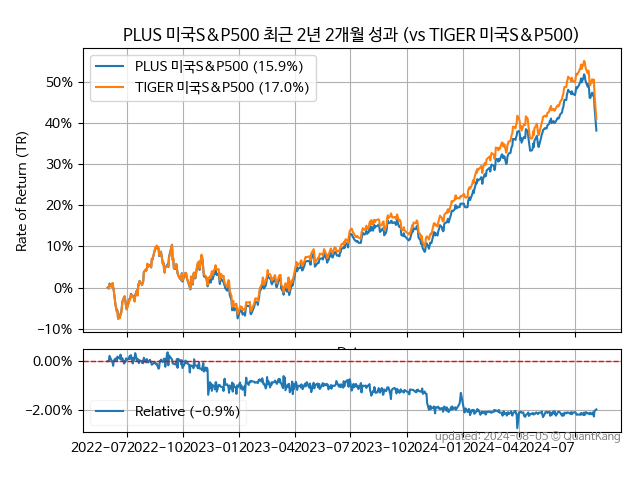 PLUS 미국S&P500 최근 2년 2개월 성과 (vs TIGER 미국S&P500)
PLUS 미국S&P500 (15.9%)
TIGER 미국S&P500 (17.0%)
Rate of Return (TR)
50%
40%
30%
20%
10%
0%
−10%
0.00%
−2.00%
Relative (−0.9%)
updated: 2024-08-05 © QuantKang
2022-07 2022-10 2023-01 2023-04 2023-07 2023-10 2024-01 2024-04 2024-07